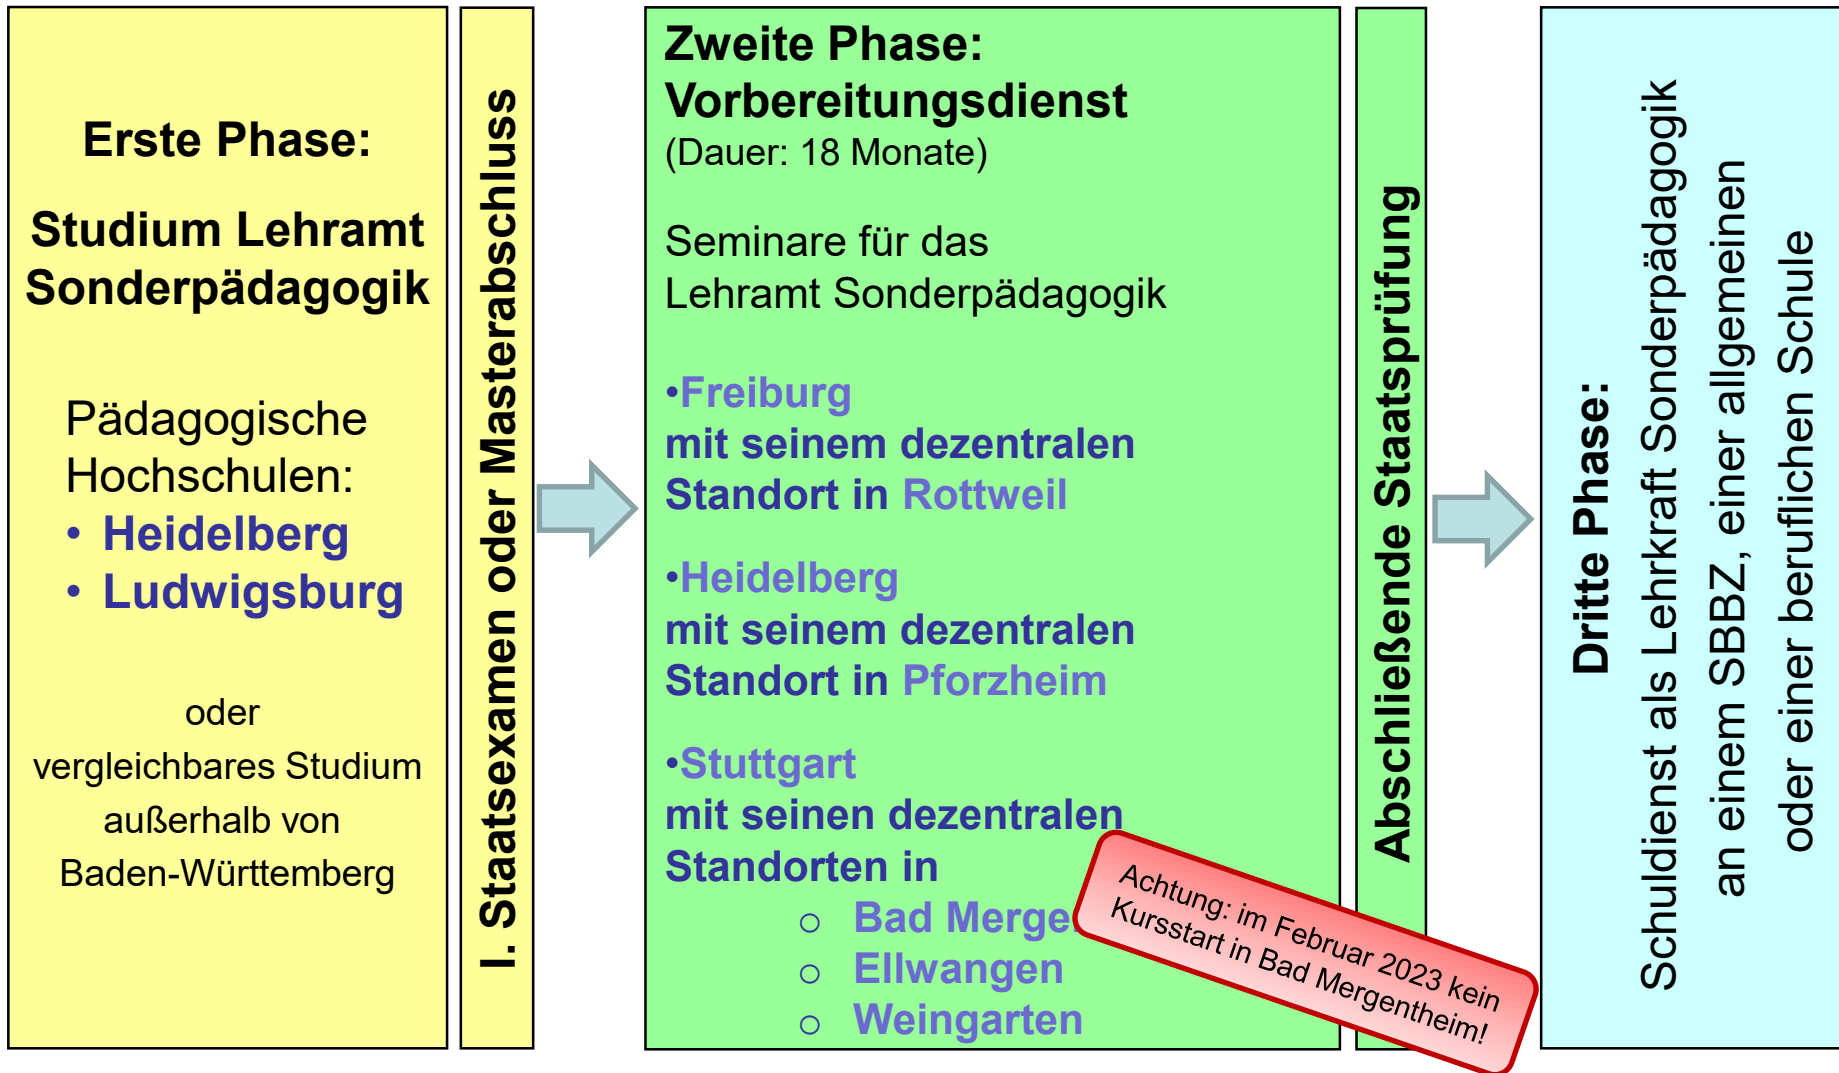 Erste Phase:
Studium Lehramt
Sonderpädagogik
Pädagogische
Hochschulen:
• Heidelberg
• Ludwigsburg
oder
vergleichbares Studium
außerhalb von
Baden-Württemberg
I. Staatsexamen oder Masterabschluss
Zweite Phase:
Vorbereitungsdienst
(Dauer: 18 Monate)
Seminare für das
Lehramt Sonderpädagogik
•Freiburg
mit seinem dezentralen
Standort in Rottweil
•Heidelberg
mit seinem dezentralen
Standort in Pforzheim
•Stuttgart
mit seinen dezentralen
Standorten in
o Bad Merge
o Ellwangen
o Weingarten
Achtung: im Februar 2023 kein
Kursstart in Bad Mergentheim!
Abschließende Staatsprüfung
Dritte Phase:
Schuldienst als Lehrkraft Sonderpädagogik
an einem SBBZ, einer allgemeinen
oder einer beruflichen Schule